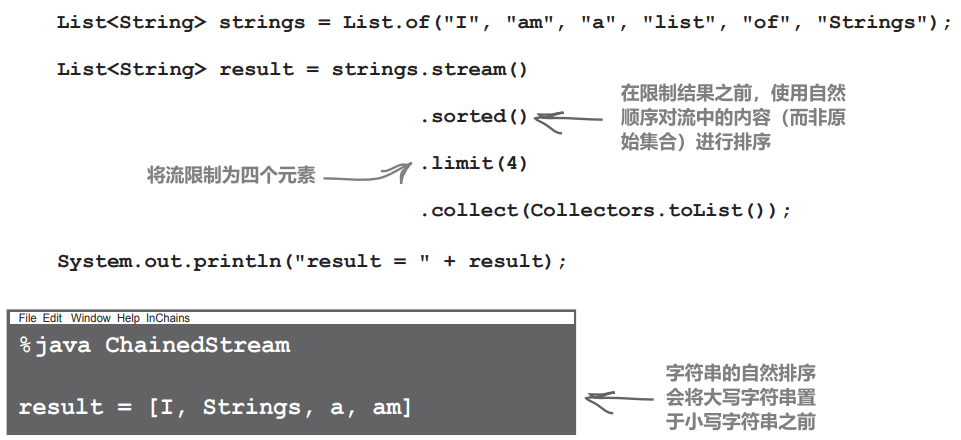 List<String> strings = List.of("I", "am", "a", "list", "of", "Strings");
List<String> result = strings.stream()
.sorted()
在限制结果之前，使用自然
顺序对流中的内容（而非原
始集合）进行排序
.limit(4)
将流限制为四个元素
.collect(Collectors.toList());
System.out.println("result = " + result);
File Edit Window Help InChains
%java ChainedStream
result = [I, Strings, a, am]
字符串的自然排序
会将大写字符串置
于小写字符串之前